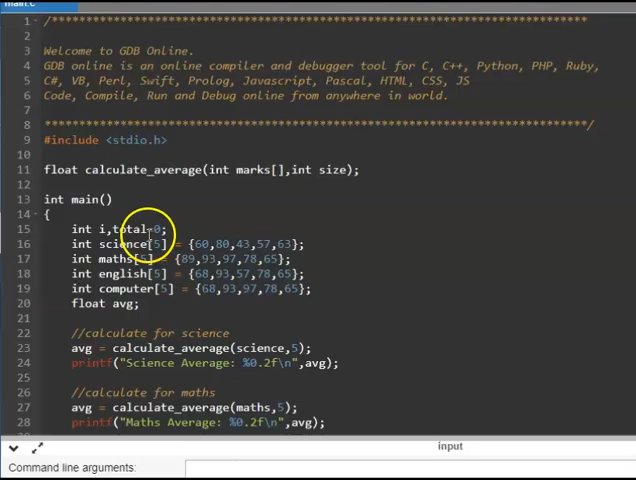 main.c
1 /******************************************************************************
2
3 Welcome to GDB Online.
4 GDB online is an online compiler and debugger tool for C, C++, Python, PHP, Ruby,
5 C#, VB, Perl, Swift, Prolog, Javascript, Pascal, HTML, CSS, JS
6 Code, Compile, Run and Debug online from anywhere in world.
7
8 *******************************************************************************/
9 #include <stdio.h>
10
11 float calculate_average(int marks[],int size);
12
13 int main()
14 {
15 int i,total=0;
16 int science[5] = {60,80,43,57,63};
17 int maths[5] = {89,93,97,78,65};
18 int english[5] = {68,93,57,78,65};
19 int computer[5] = {68,93,97,78,65};
20 float avg;
21
22 //calculate for science
23 avg = calculate_average(science,5);
24 printf("Science Average: %0.2f\n",avg);
25
26 //calculate for maths
27 avg = calculate_average(maths,5);
28 printf("Maths Average: %0.2f\n",avg);
input
Command line arguments: